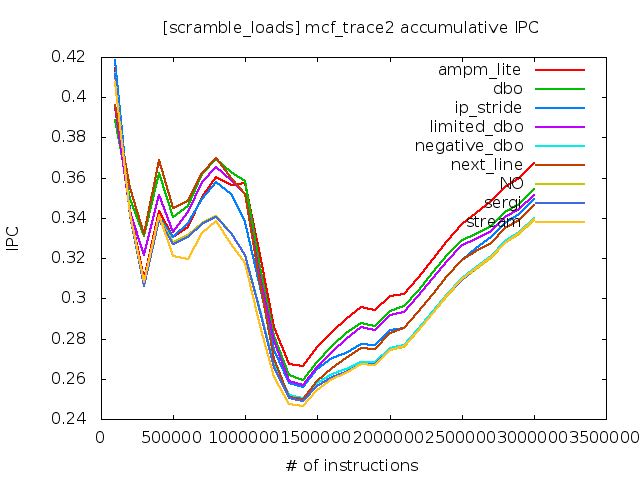 [scramble_loads] mcf_trace2 accumulative IPC
0.42
0.4
0.38
0.36
0.34
0.32
0.3
0.28
0.26
0.24
IPC
ampm_lite
dbo
ip_stride
limited_dbo
negative_dbo
next_line
NO
sergi
stream
0 500000 1000000 1500000 2000000 2500000 3000000 3500000
# of instructions